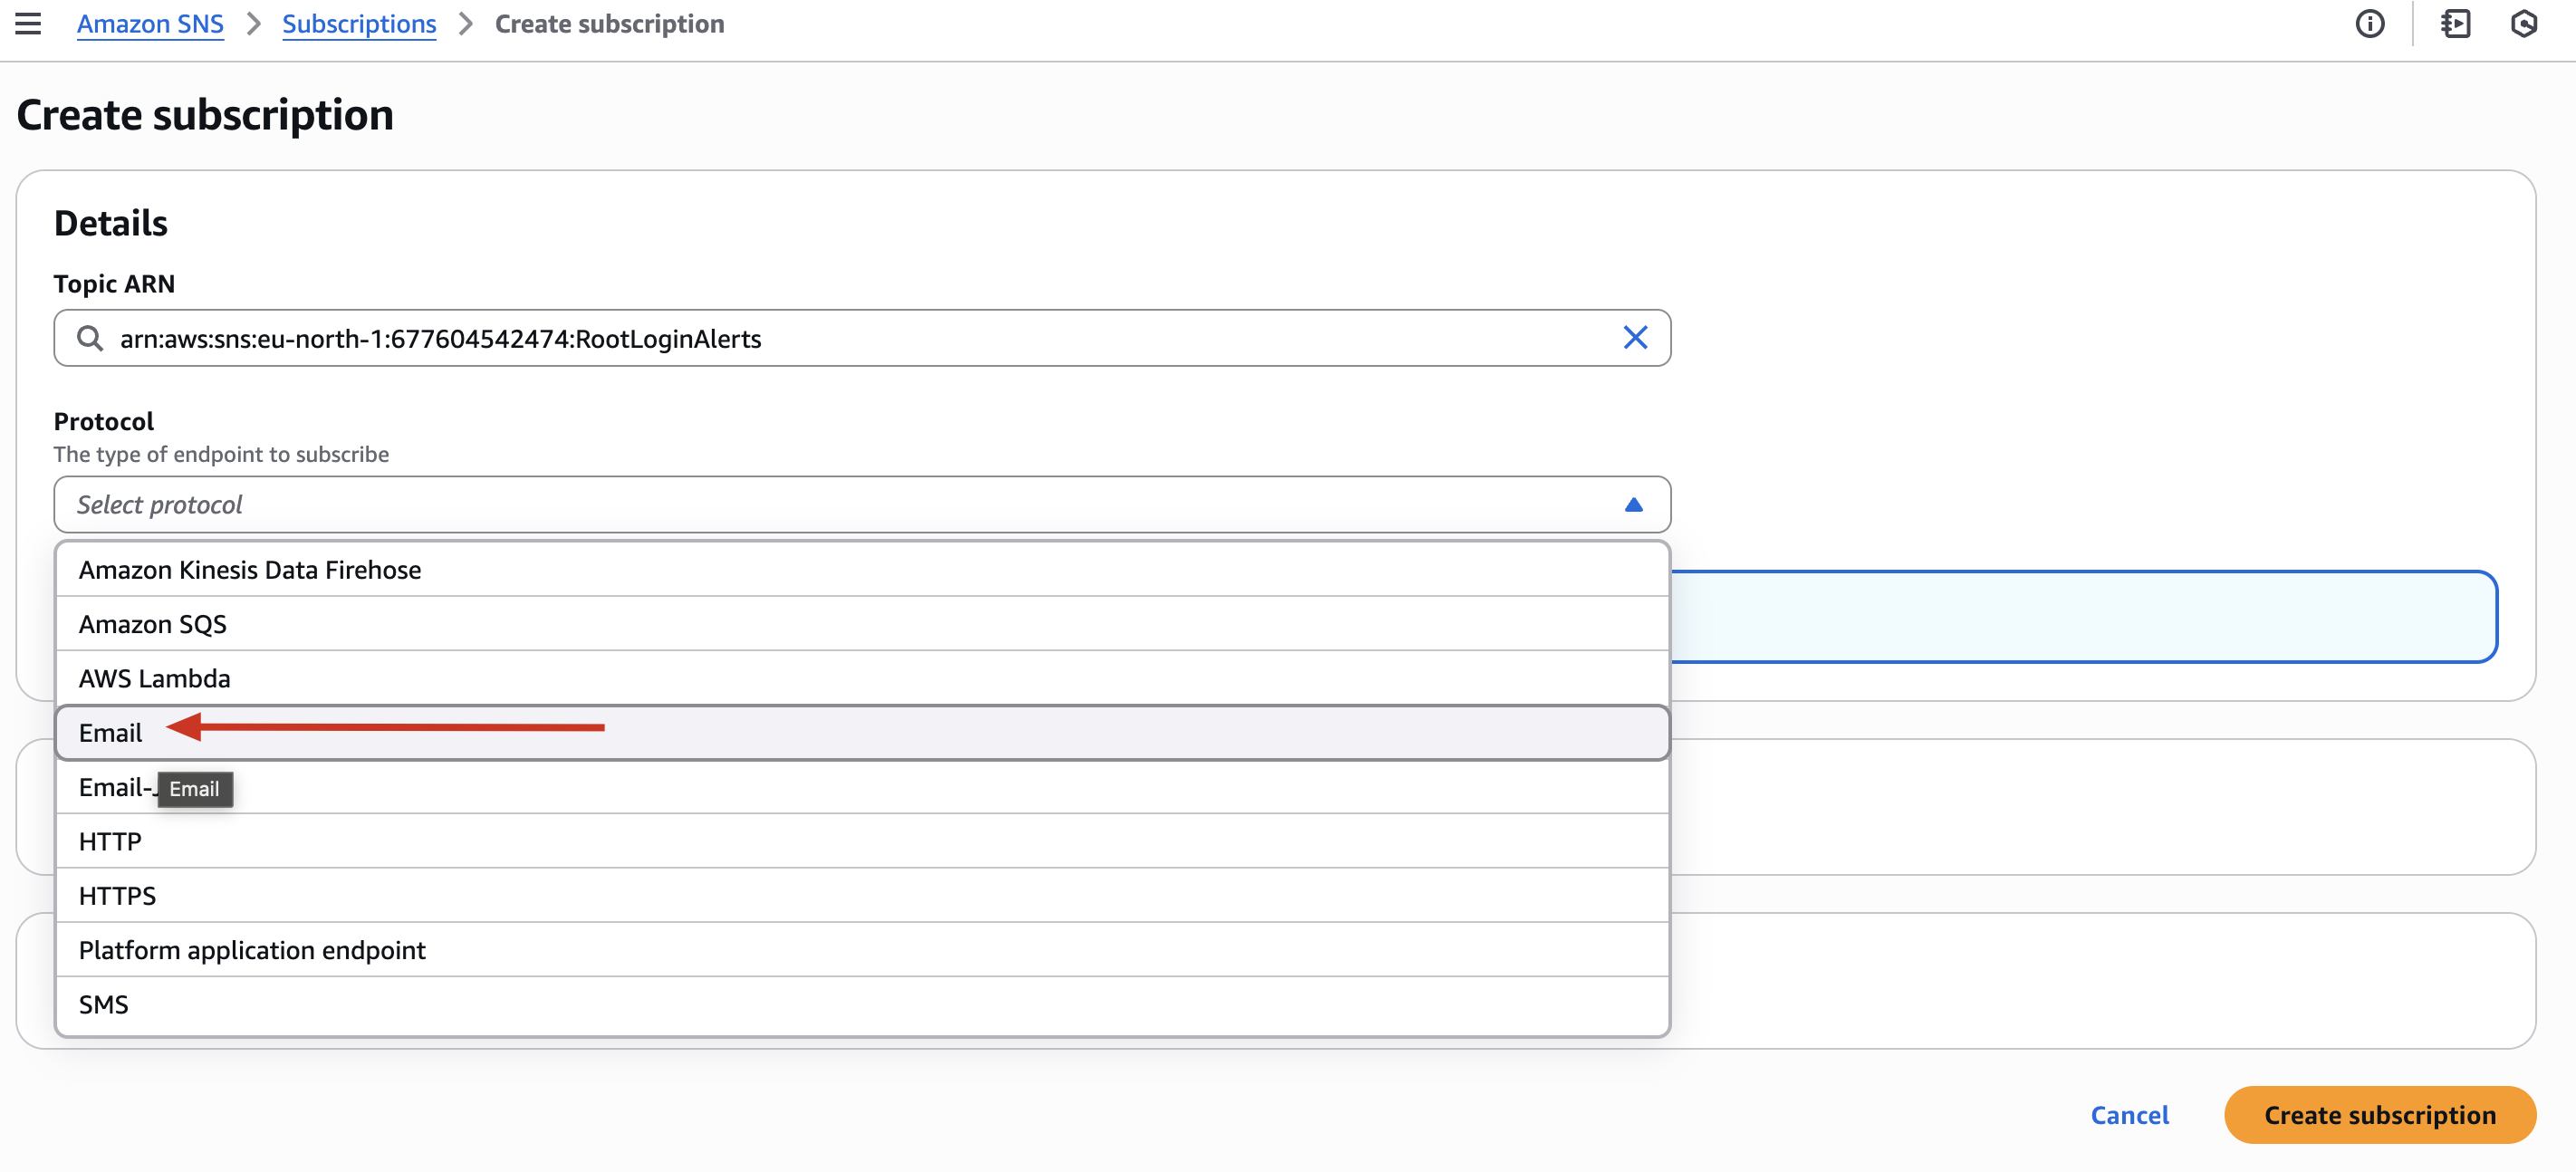 Amazon SNS > Subscriptions > Create subscription
Create subscription
Details
Topic ARN
arn:aws:sns:eu-north-1:677604542474:RootLoginAlerts
Protocol
The type of endpoint to subscribe
Select protocol
Amazon Kinesis Data Firehose
Amazon SQS
AWS Lambda
Email
Email-J
Email
HTTP
HTTPS
Platform application endpoint
SMS
Cancel
Create subscription